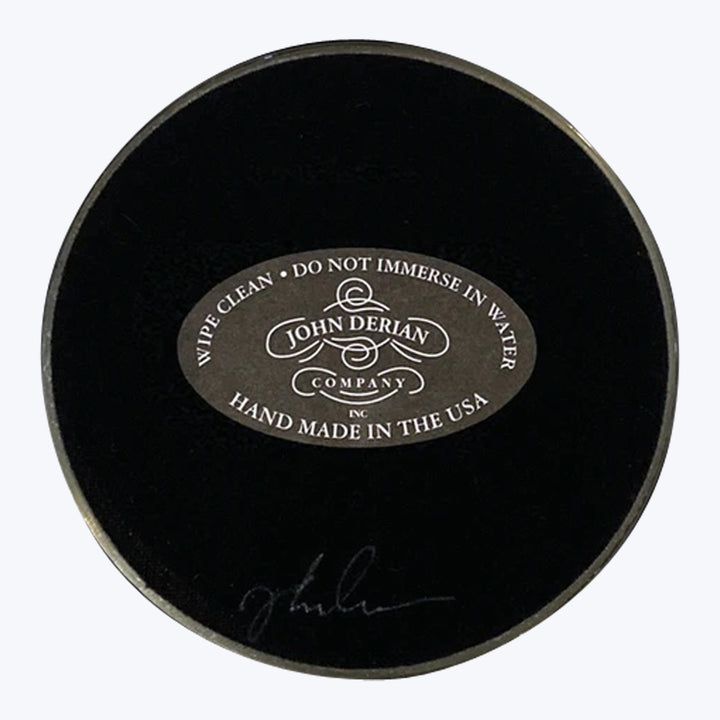 WIPE CLEAN • DO NOT IMMERSE IN WATER
JOHN DERIAN
COMPANY
INC
HAND MADE IN THE USA